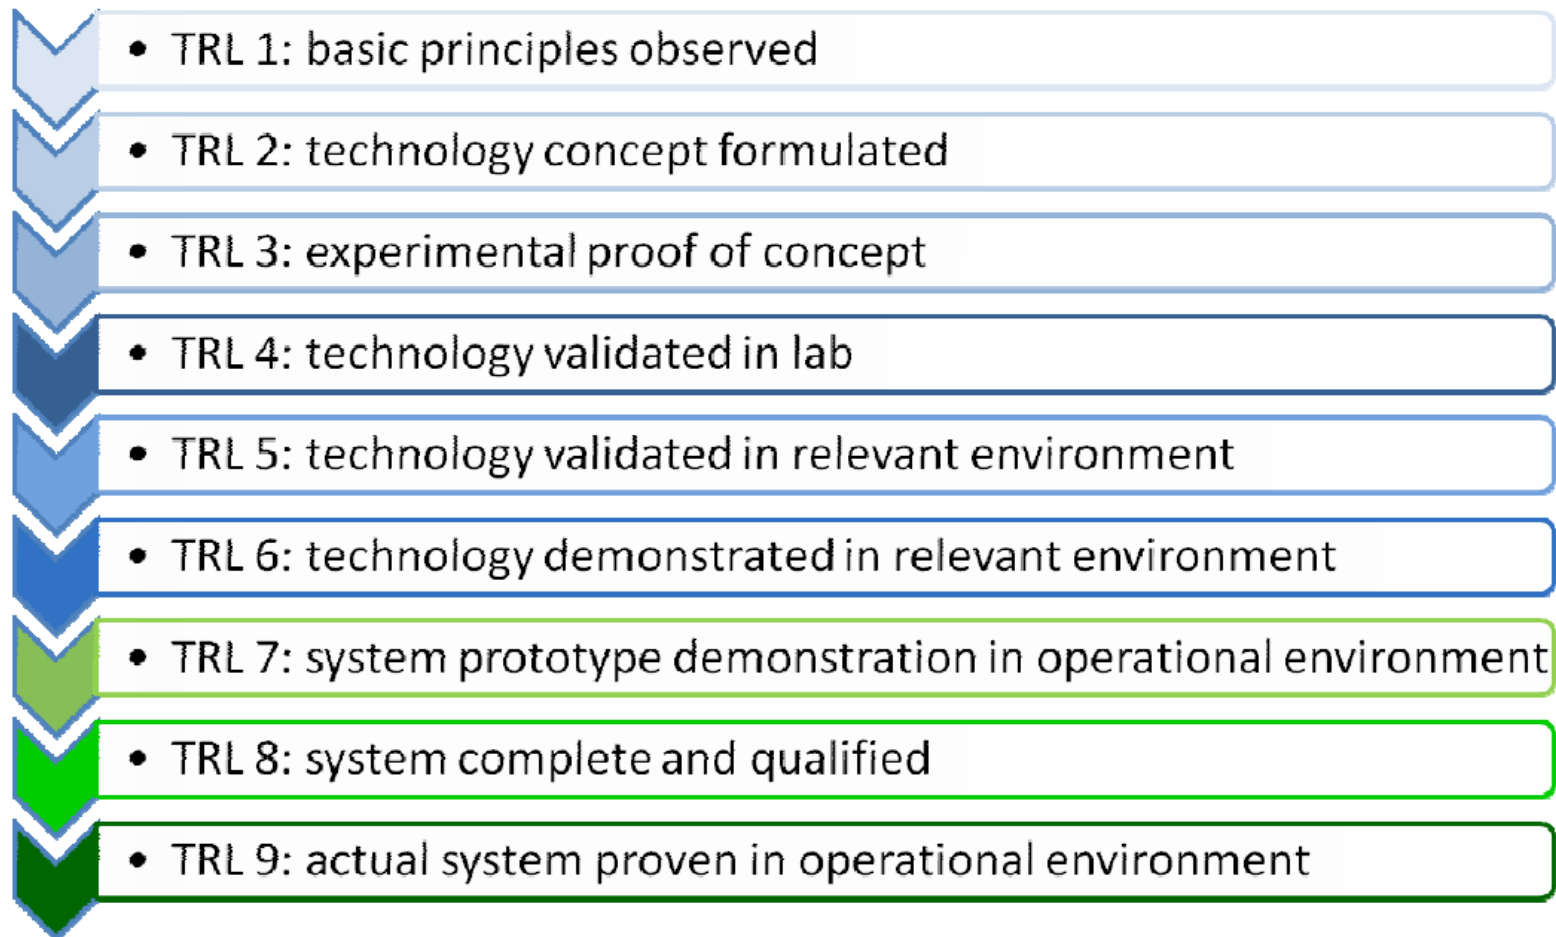 • TRL 1: basic principles observed
• TRL 2: technology concept formulated
• TRL 3: experimental proof of concept
• TRL 4: technology validated in lab
• TRL 5: technology validated in relevant environment
• TRL 6: technology demonstrated in relevant environment
• TRL 7: system prototype demonstration in operational environment
• TRL 8: system complete and qualified
• TRL 9: actual system proven in operational environment